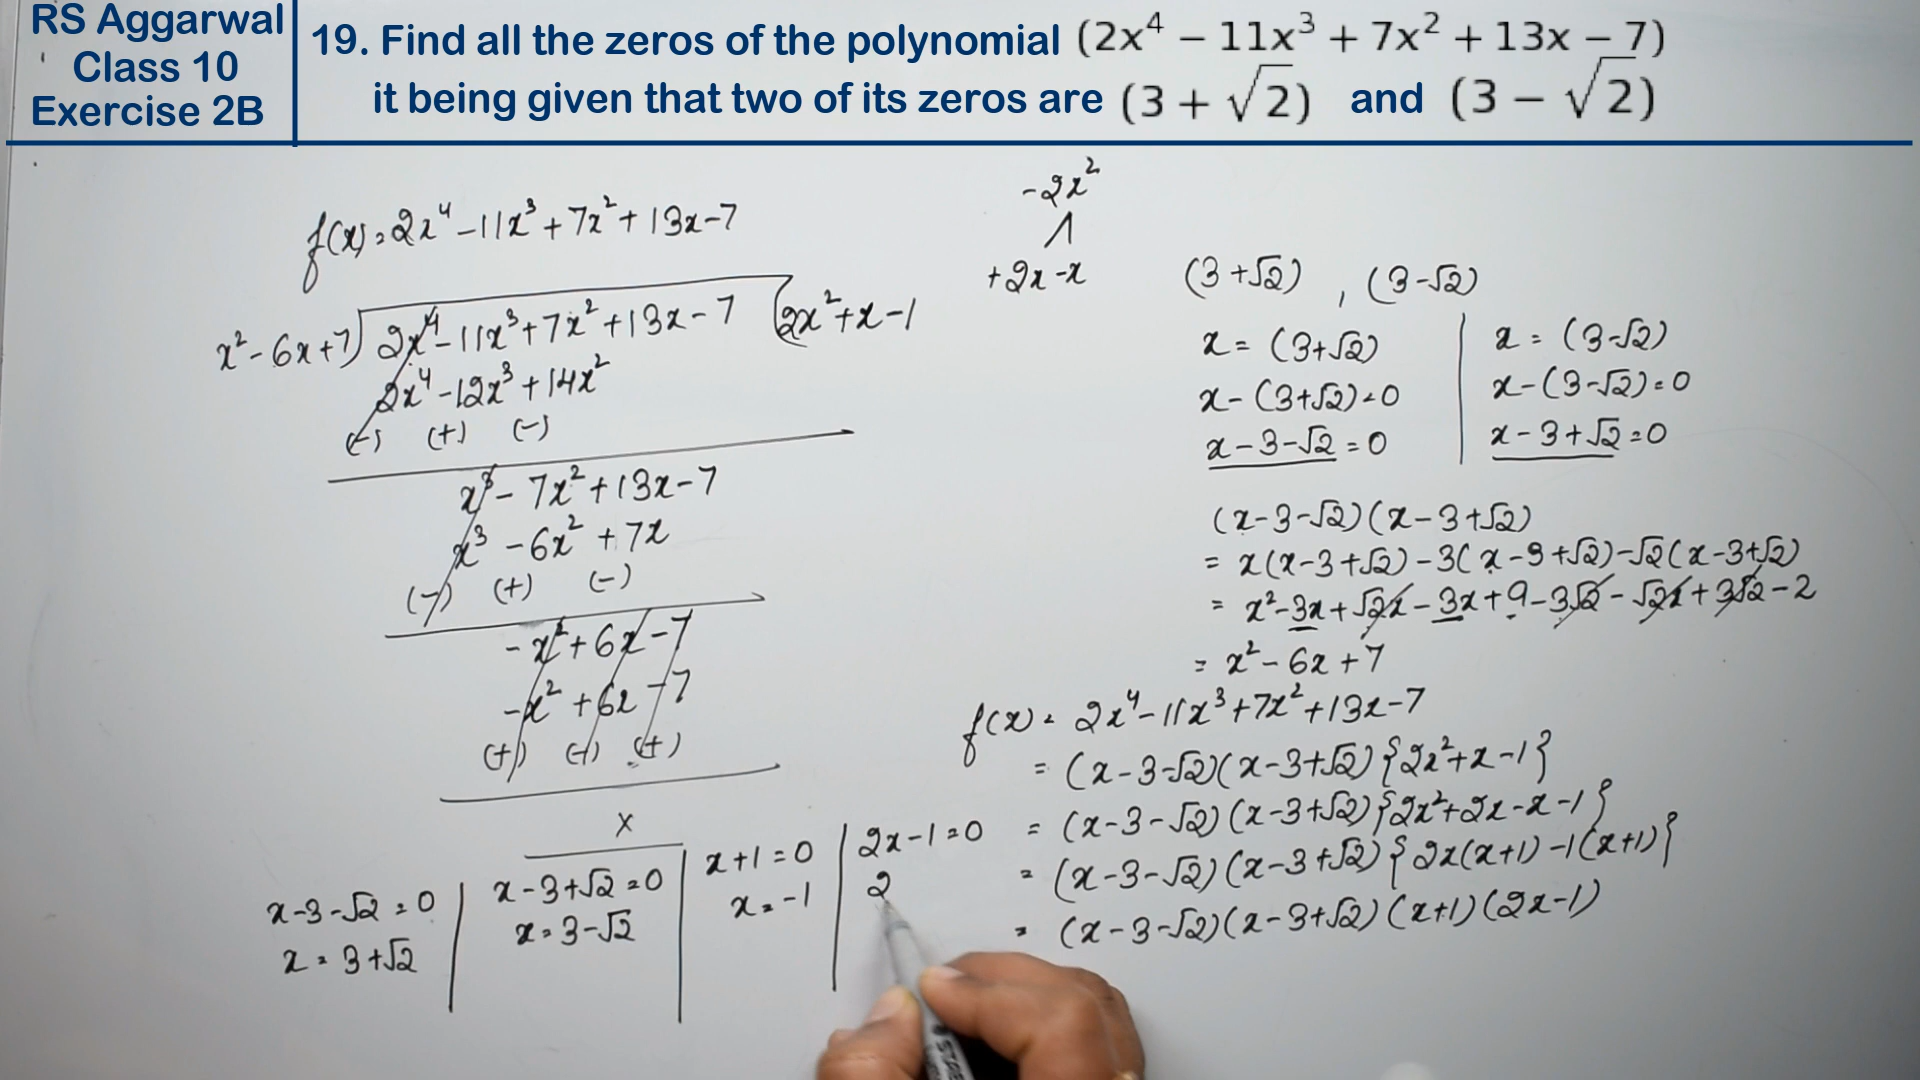 RS Aggarwal
Class 10
Exercise 2B
19. Find all the zeros of the polynomial (2x⁴ − 11x³ + 7x² + 13x − 7)
it being given that two of its zeros are (3 + √2) and (3 − √2)
f(x) = 2x⁴ - 11x³ + 7x² + 13x - 7
x² - 6x + 7) 2x⁴ - 11x³ + 7x² + 13x - 7 (2x² + x - 1
2x⁴ - 12x³ + 14x²
(-) (+) (-)
x³ - 7x² + 13x - 7
x³ - 6x² + 7x
(-) (+) (-)
- x² + 6x - 7
- x² + 6x - 7
(+) (-) (+)
x
x - 3 - √2 = 0
x = 3 + √2
x - 3 + √2 = 0
x = 3 - √2
x + 1 = 0
x = -1
2x - 1 = 0
2
-2x²
+2x -x
(3 + √2) , (3 - √2)
x = (3 + √2)
x - (3 + √2) = 0
x - 3 - √2 = 0
x = (3 - √2)
x - (3 - √2) = 0
x - 3 + √2 = 0
(x - 3 - √2) (x - 3 + √2)
= x(x - 3 + √2) - 3(x - 3 + √2) - √2(x - 3 + √2)
= x² - 3x + √2x - 3x + 9 - 3√2 - √2x + 3√2 - 2
= x² - 6x + 7
f(x) = 2x⁴ - 11x³ + 7x² + 13x - 7
= (x - 3 - √2) (x - 3 + √2) {2x² + x - 1}
= (x - 3 - √2) (x - 3 + √2) {2x² + 2x - x - 1}
= (x - 3 - √2) (x - 3 + √2) {2x(x + 1) - 1(x + 1)}
= (x - 3 - √2) (x - 3 + √2) (x + 1) (2x - 1)